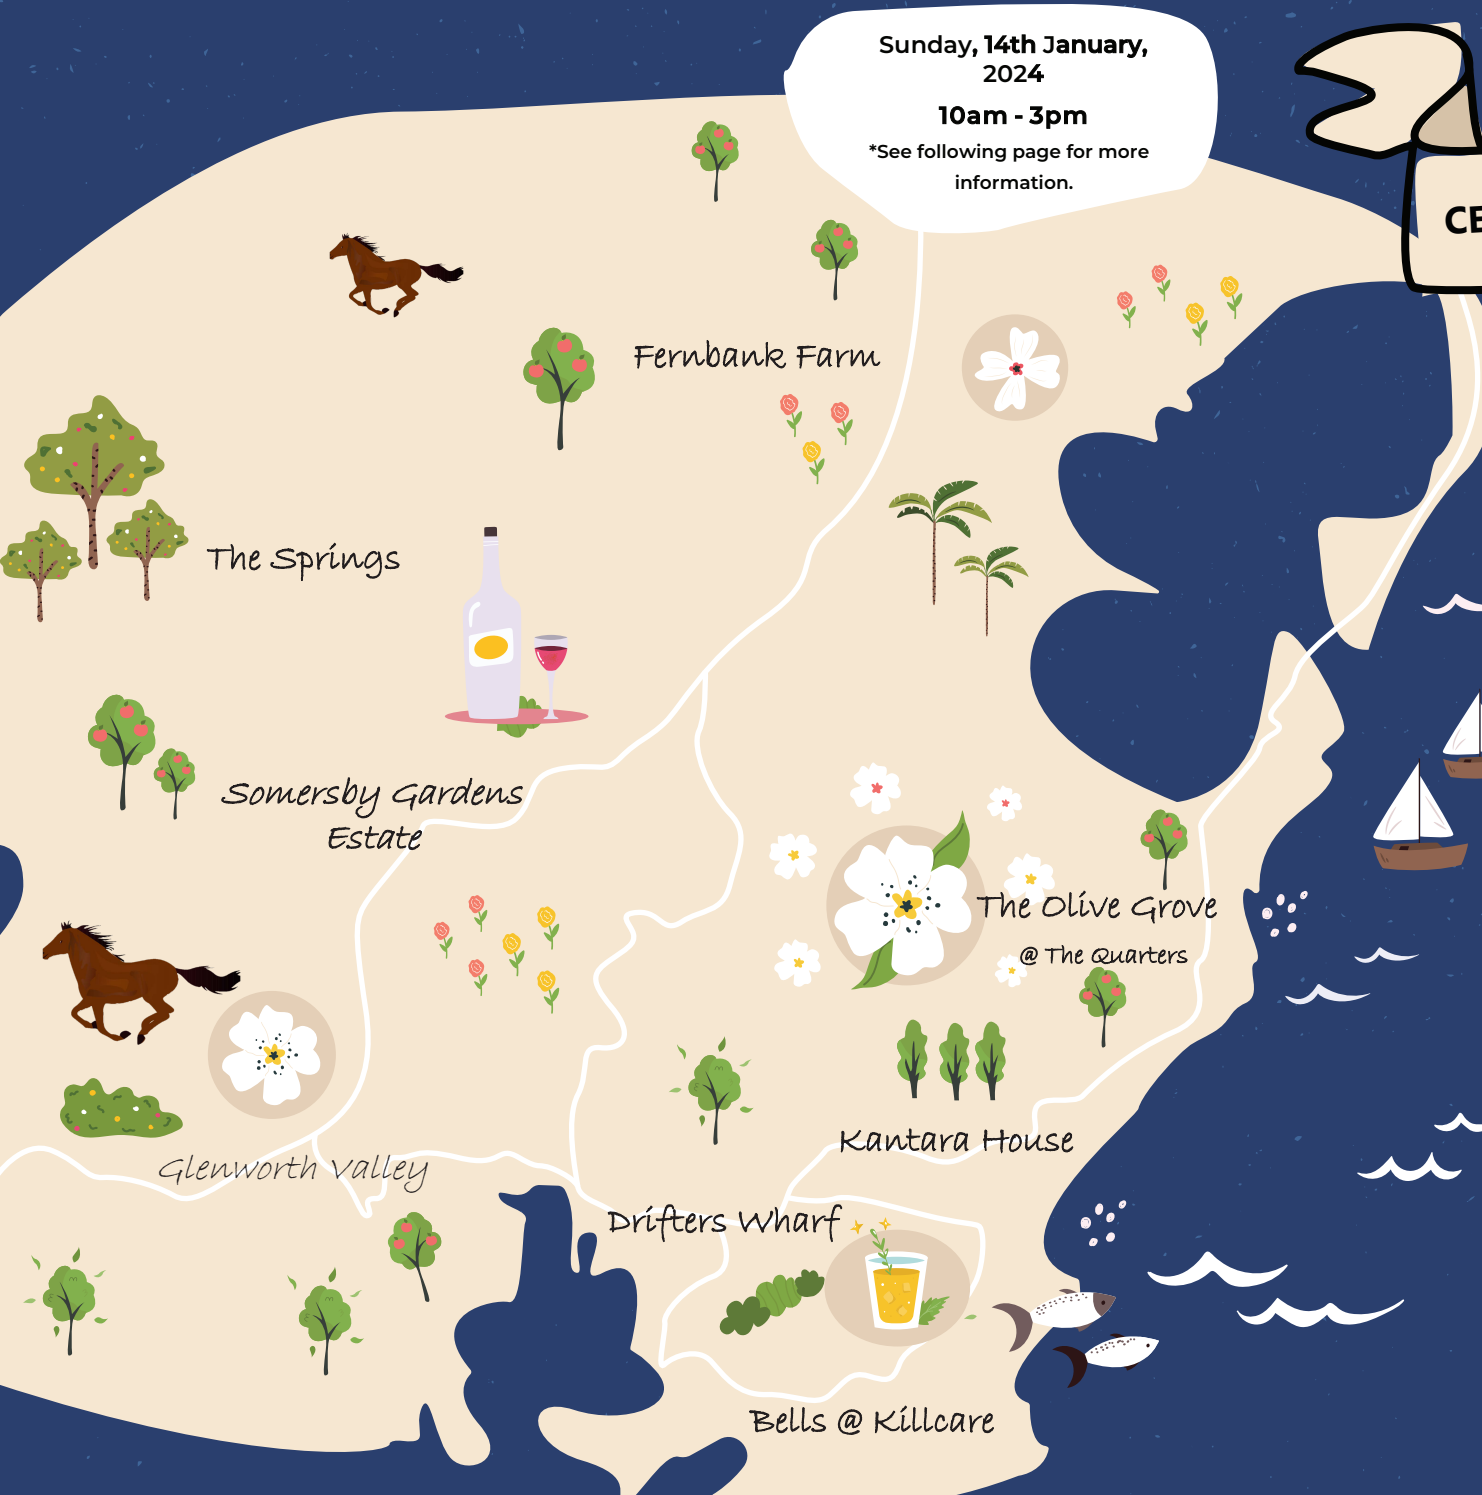 Sunday, 14th January,
2024
10am - 3pm
*See following page for more
information.
CE
Fernbank Farm
The Springs
Somersby Gardens
Estate
The Olive Grove
@ The Quarters
Kantara House
Glenworth Valley
Drifters Wharf
Bells @ Killcare